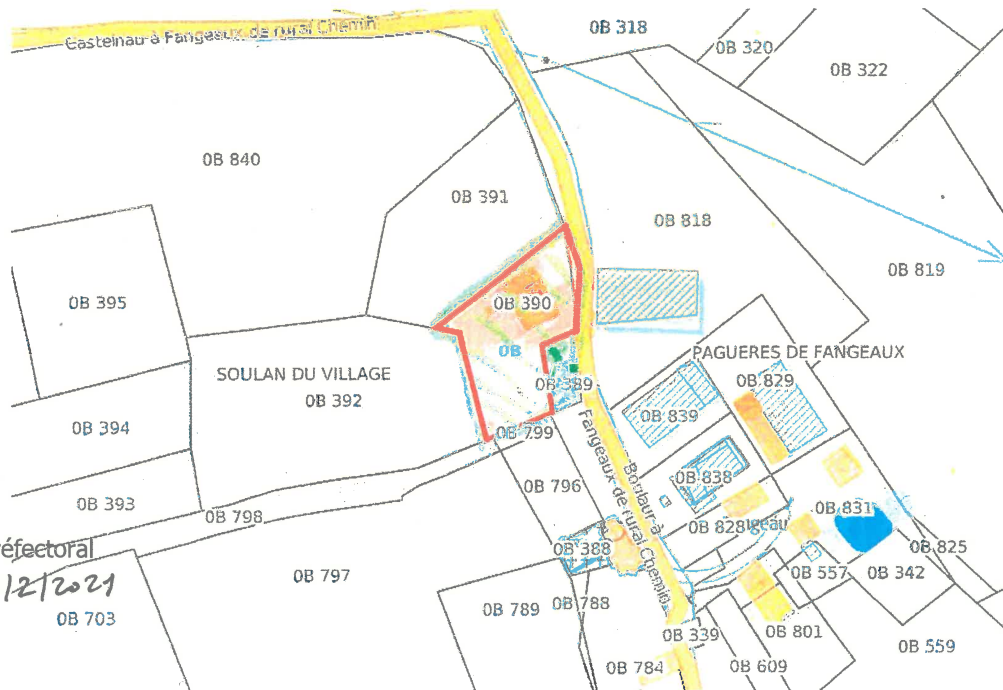 Castelnau à Fangeaux de rural Chemin
0B 318
0B 320
0B 322
0B 840
0B 391
0B 818
0B 819
0B 395
0B 390
0B
SOULAN DU VILLAGE
0B 392
PAGUERES DE FANGEAUX
0B 829
0B 389
0B 839
0B 394
0B 799
Boulaur à
Fangeaux de rural Chemin
0B 838
0B 796
0B 393
0B 798
0B 828
0B 831
0B 388
0B 825
éfectoral
12/2021
0B 797
0B 557
0B 342
0B 703
0B 789
0B 788
0B 339
0B 801
0B 559
0B 784
0B 609